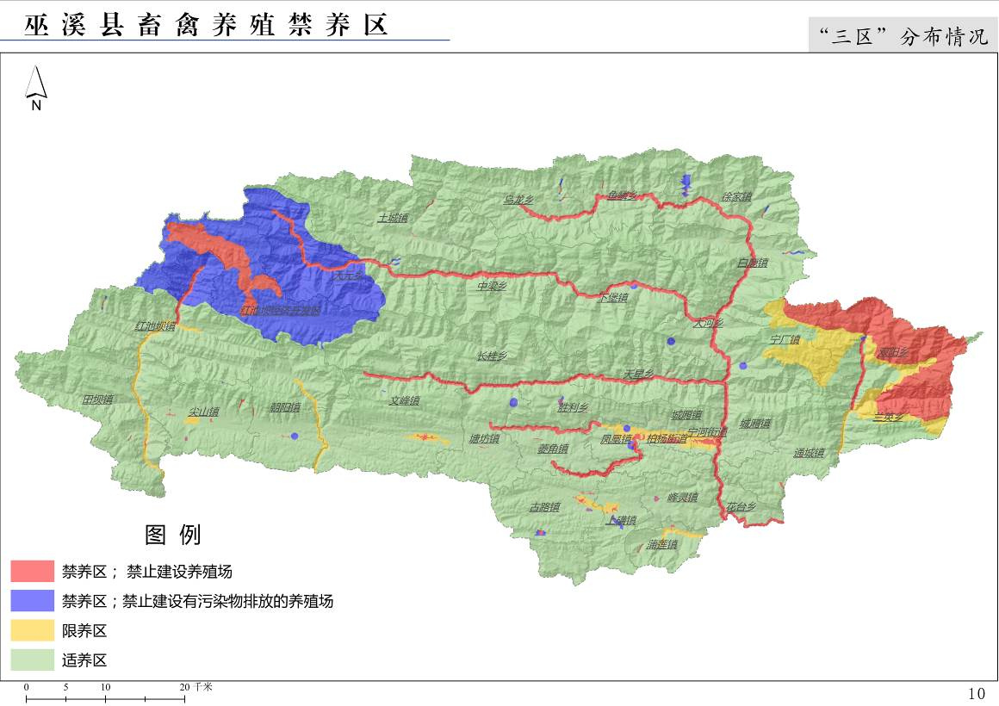 巫溪县畜禽养殖禁养区
“三区”分布情况
N
乌龙乡
鱼鳞乡
徐家镇
土城镇
白鹿镇
天元乡
中梁乡
下堡镇
红池坝经济开发区
大河乡
红池坝镇
宁厂镇
双阳乡
长桂乡
天星乡
田坝镇
尖山镇
朝阳镇
文峰镇
胜利乡
城厢镇
城厢镇
兰英乡
塘坊镇
凤凰镇
柏杨街道
宁河街道
菱角镇
通城镇
古路镇
峰灵镇
花台乡
上磺镇
蒲莲镇
图 例
禁养区; 禁止建设养殖场
禁养区;禁止建设有污染物排放的养殖场
限养区
适养区
0 5 10 20 千米
10